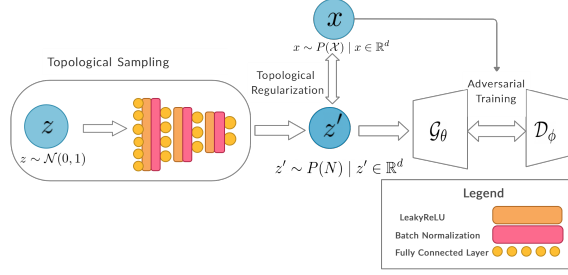 x
x ∼ P(𝒳) | x ∈ ℝ^d
Topological Sampling
Topological
Regularization
Adversarial
Training
z
z ∼ 𝒩(0, 1)
z′
z′ ∼ P(N) | z′ ∈ ℝ^d
𝒢_θ
𝒟_ϕ
Legend
LeakyReLU
Batch Normalization
Fully Connected Layer